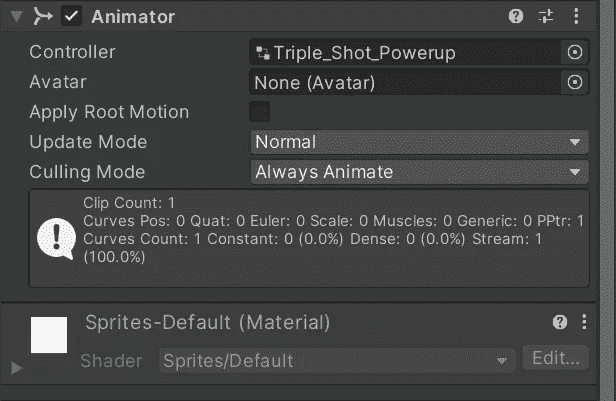 Animator
Controller Triple_Shot_Powerup
Avatar None (Avatar)
Apply Root Motion
Update Mode Normal
Culling Mode Always Animate
Clip Count: 1
Curves Pos: 0 Quat: 0 Euler: 0 Scale: 0 Muscles: 0 Generic: 0 PPtr: 1
Curves Count: 1 Constant: 0 (0.0%) Dense: 0 (0.0%) Stream: 1
(100.0%)
Sprites-Default (Material)
Shader Sprites/Default Edit...